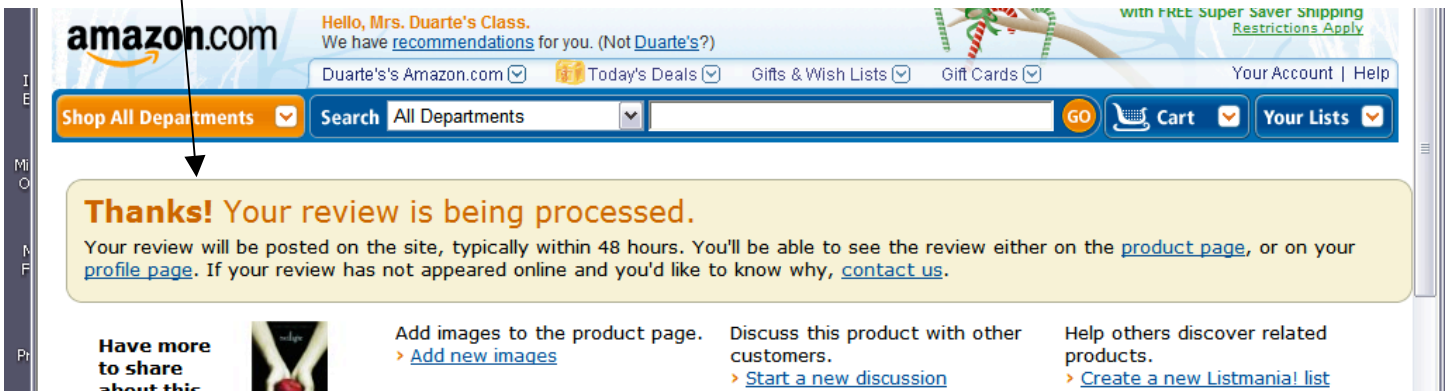 with FREE Super Saver Shipping
Restrictions Apply
amazon.com
Hello, Mrs. Duarte's Class.
We have recommendations for you. (Not Duarte's?)
Duarte's's Amazon.com Today's Deals Gifts & Wish Lists Gift Cards Your Account | Help
Shop All Departments Search All Departments GO Cart Your Lists
Thanks! Your review is being processed.
Your review will be posted on the site, typically within 48 hours. You'll be able to see the review either on the product page, or on your
profile page. If your review has not appeared online and you'd like to know why, contact us.
Have more
to share
about this
twilight
Add images to the product page.
› Add new images
Discuss this product with other
customers.
› Start a new discussion
Help others discover related
products.
› Create a new Listmania! list